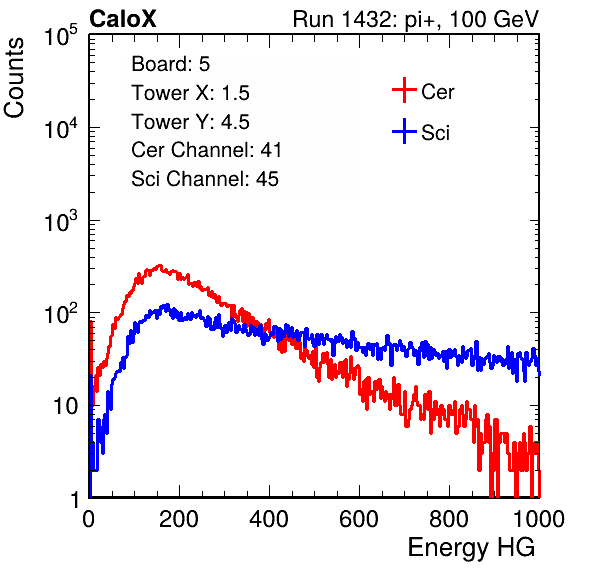 CaloX Run 1432: pi+, 100 GeV
Counts
10^5
10^4
10^3
10^2
10
1
Board: 5
Tower X: 1.5
Tower Y: 4.5
Cer Channel: 41
Sci Channel: 45
Cer
Sci
0 200 400 600 800 1000
Energy HG